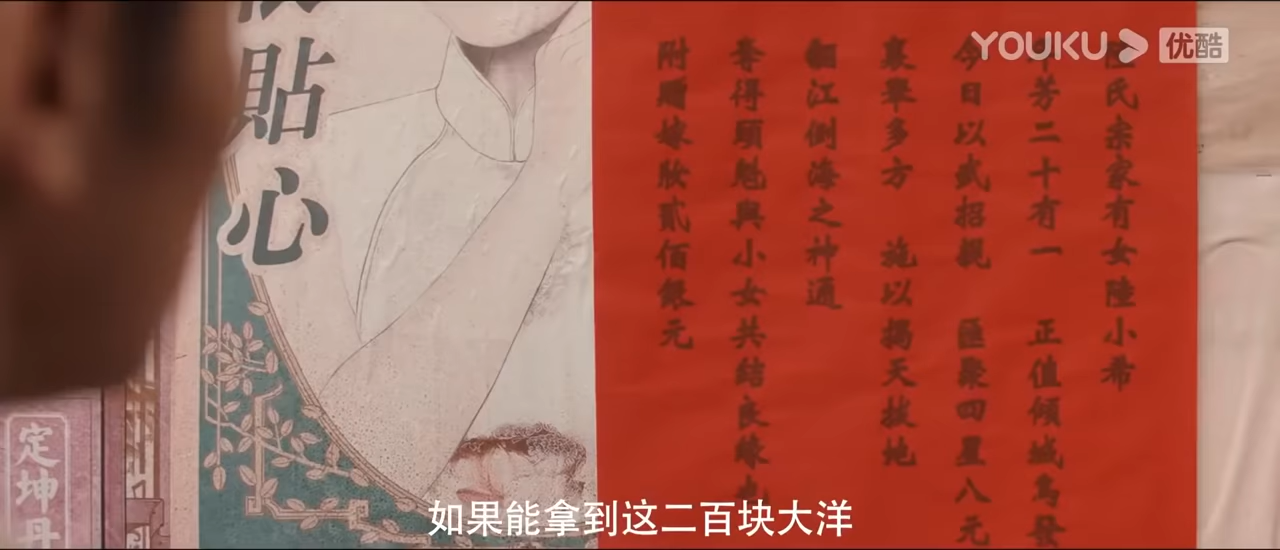 YOUKU 优酷
陸氏宗家有女陸小希
芳二十有一 正值傾城烏發
今日以武招親 匯聚四星八元
襄舉多方 施以揭天拔地
翻江倒海之神通
奪得頭魁與小女共結良緣也
附贈嫁妝貳佰銀元
貼心
定坤丹
如果能拿到这二百块大洋